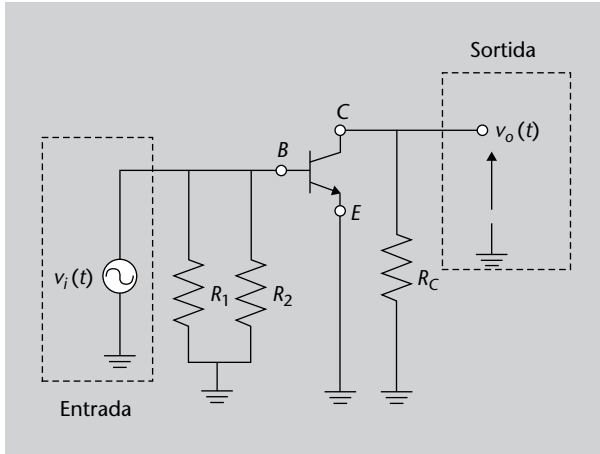 Sortida
C
v_o(t)
B
E
v_i(t)
R_1
R_2
R_C
Entrada